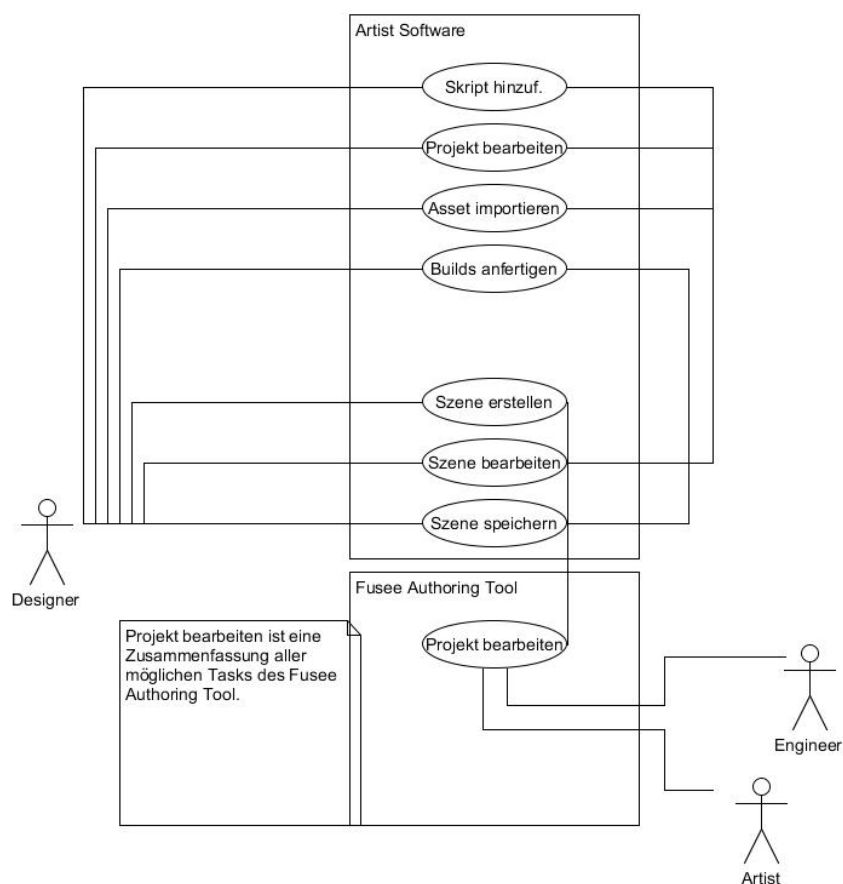 Artist Software
Skript hinzuf.
Projekt bearbeiten
Asset importieren
Builds anfertigen
Szene erstellen
Szene bearbeiten
Szene speichern
Designer
Fusee Authoring Tool
Projekt bearbeiten ist eine
Zusammenfassung aller
möglichen Tasks des Fusee
Authoring Tool.
Projekt bearbeiten
Engineer
Artist